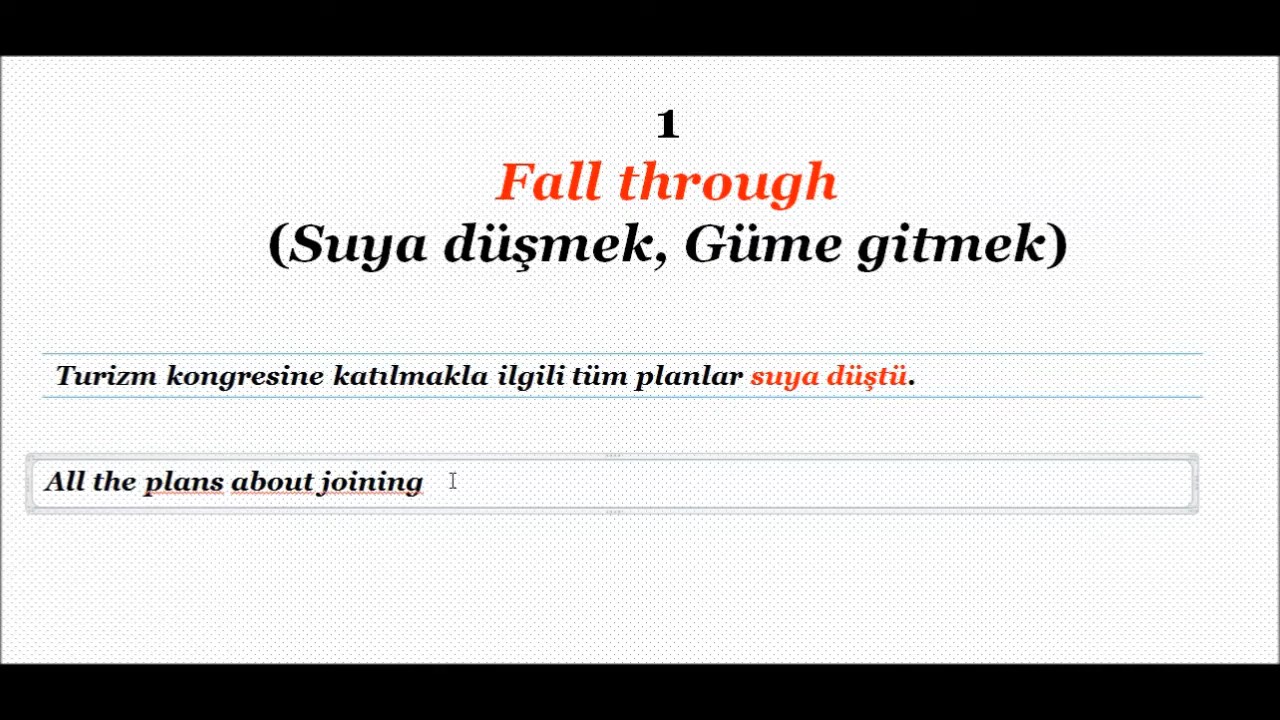 1
Fall through
(Suya düşmek, Güme gitmek)
Turizm kongresine katılmakla ilgili tüm planlar suya düştü.
All the plans about joining